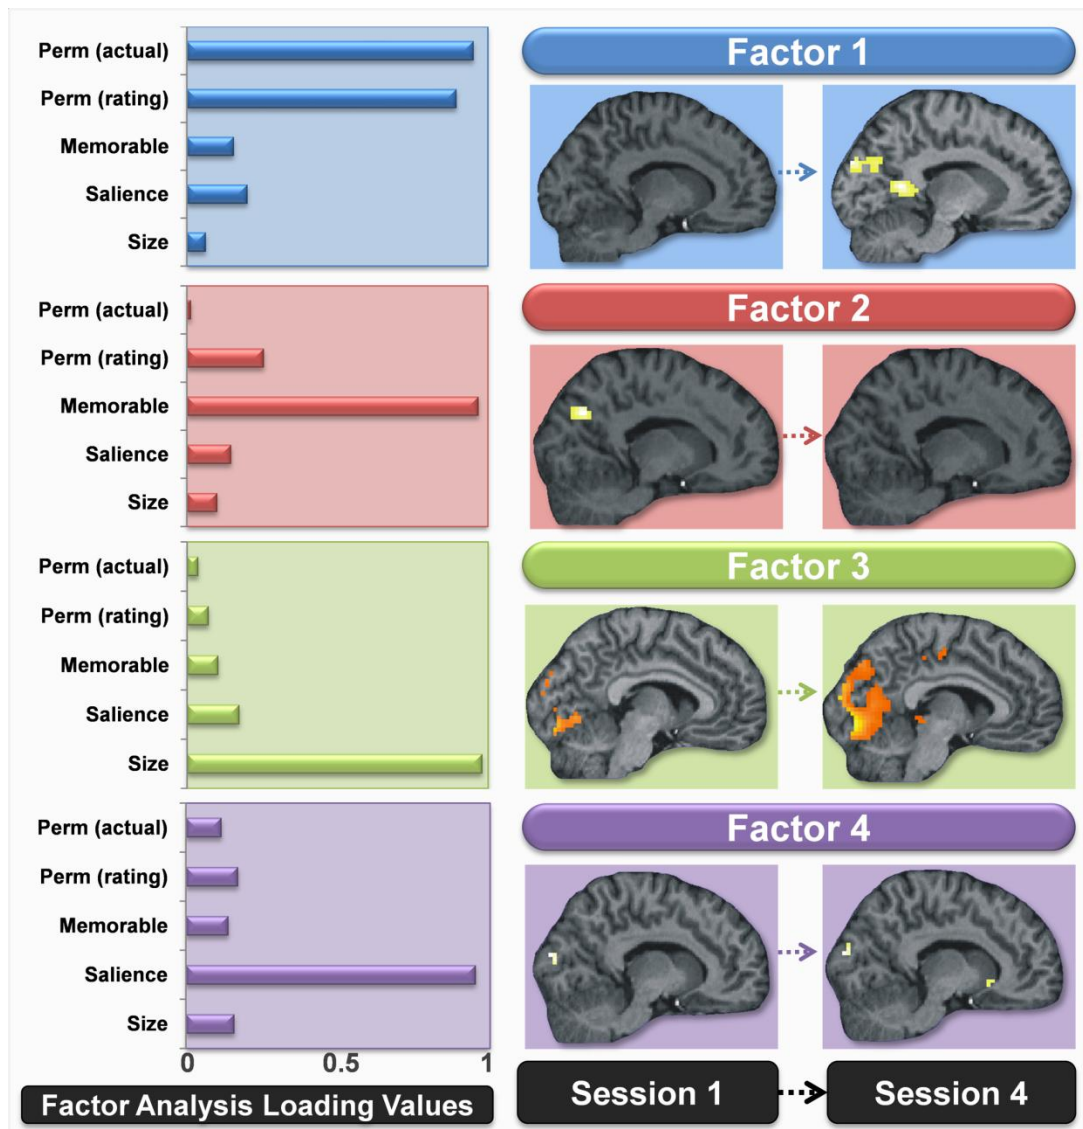 Factor 1
Perm (actual)
Perm (rating)
Memorable
Salience
Size
Factor 2
Perm (actual)
Perm (rating)
Memorable
Salience
Size
Factor 3
Perm (actual)
Perm (rating)
Memorable
Salience
Size
Factor 4
Perm (actual)
Perm (rating)
Memorable
Salience
Size
0 0.5 1
Factor Analysis Loading Values
Session 1
Session 4